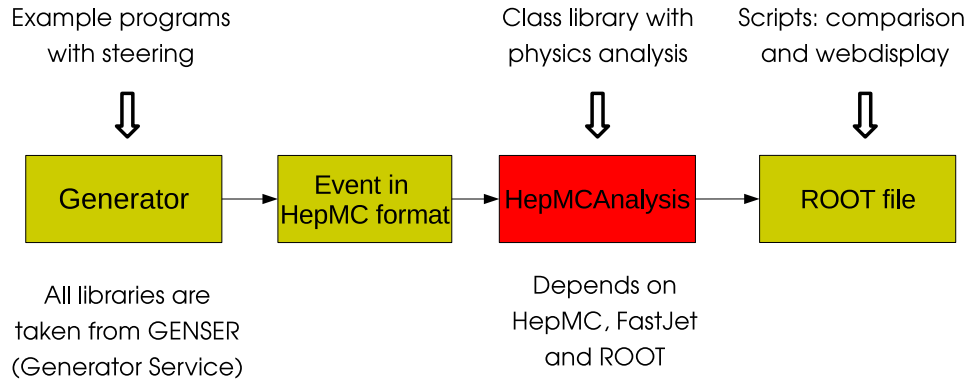 Example programs
with steering
Class library with
physics analysis
Scripts: comparison
and webdisplay
Generator
Event in
HepMC format
HepMCAnalysis
ROOT file
All libraries are
taken from GENSER
(Generator Service)
Depends on
HepMC, FastJet
and ROOT